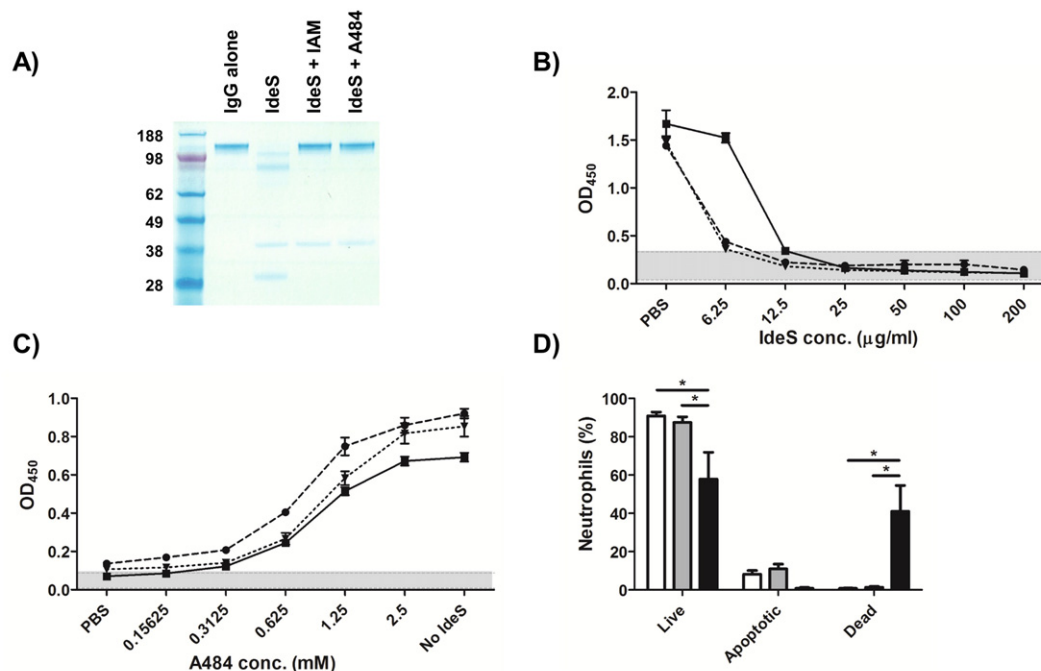 A)
IgG alone
IdeS
IdeS + IAM
IdeS + A484
188
98
62
49
38
28
B)
2.0
1.5
1.0
0.5
0.0
OD450
PBS
6.25
12.5
25
50
100
200
IdeS conc. (μg/ml)
C)
1.0
0.8
0.6
0.4
0.2
0.0
OD450
PBS
0.15625
0.3125
0.625
1.25
2.5
No IdeS
A484 conc. (mM)
D)
100
80
60
40
20
0
Neutrophils (%)
*
*
*
*
Live
Apoptotic
Dead